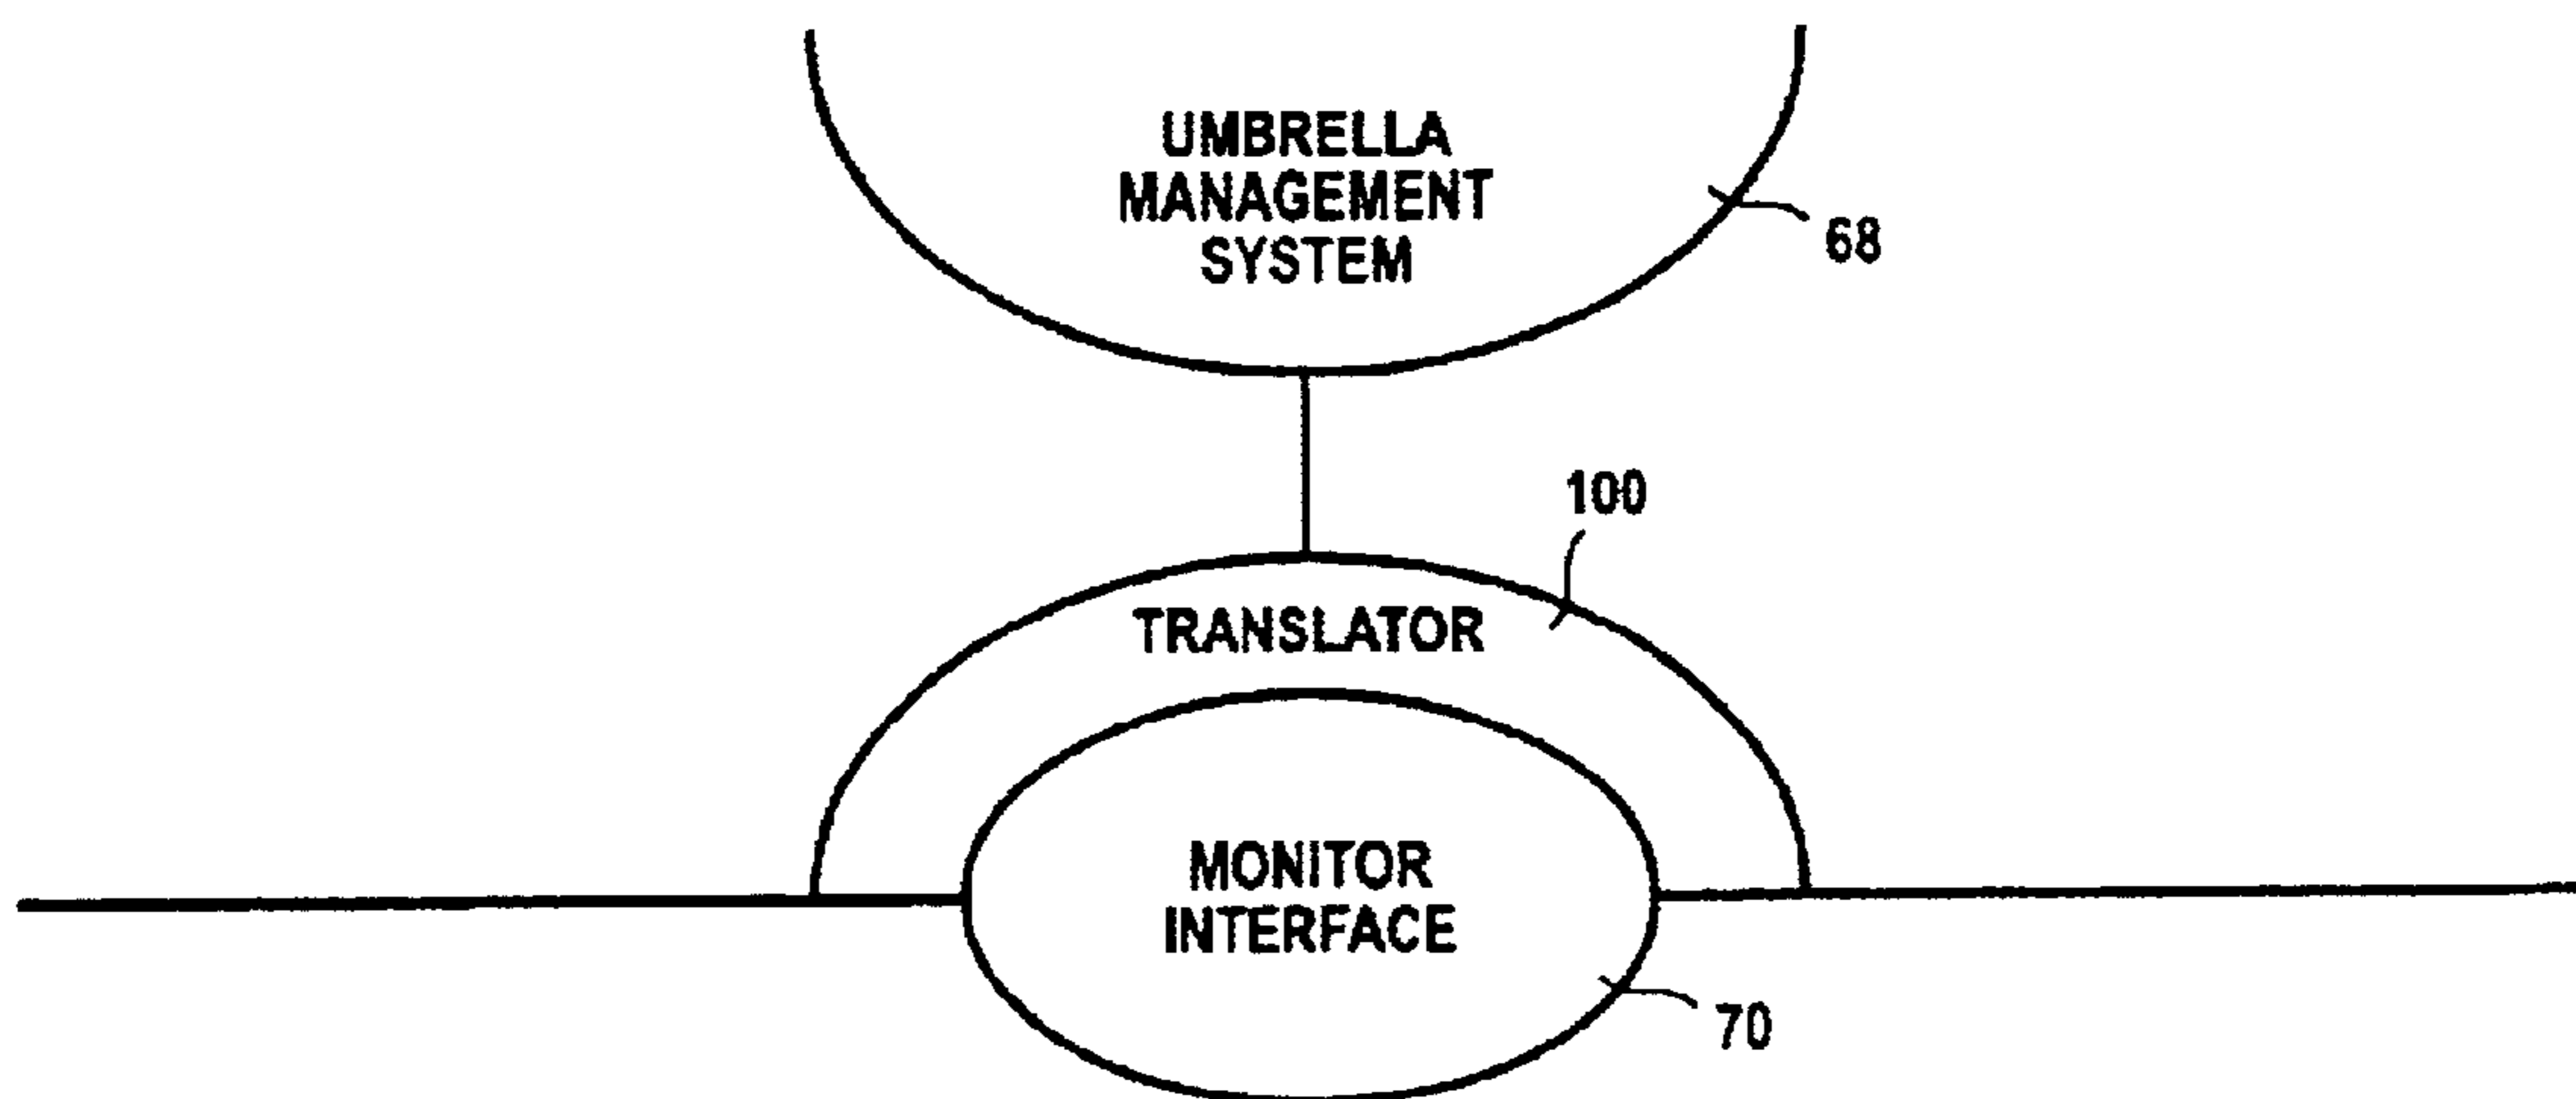 UMBRELLA
MANAGEMENT
SYSTEM
68
100
TRANSLATOR
MONITOR
INTERFACE
70